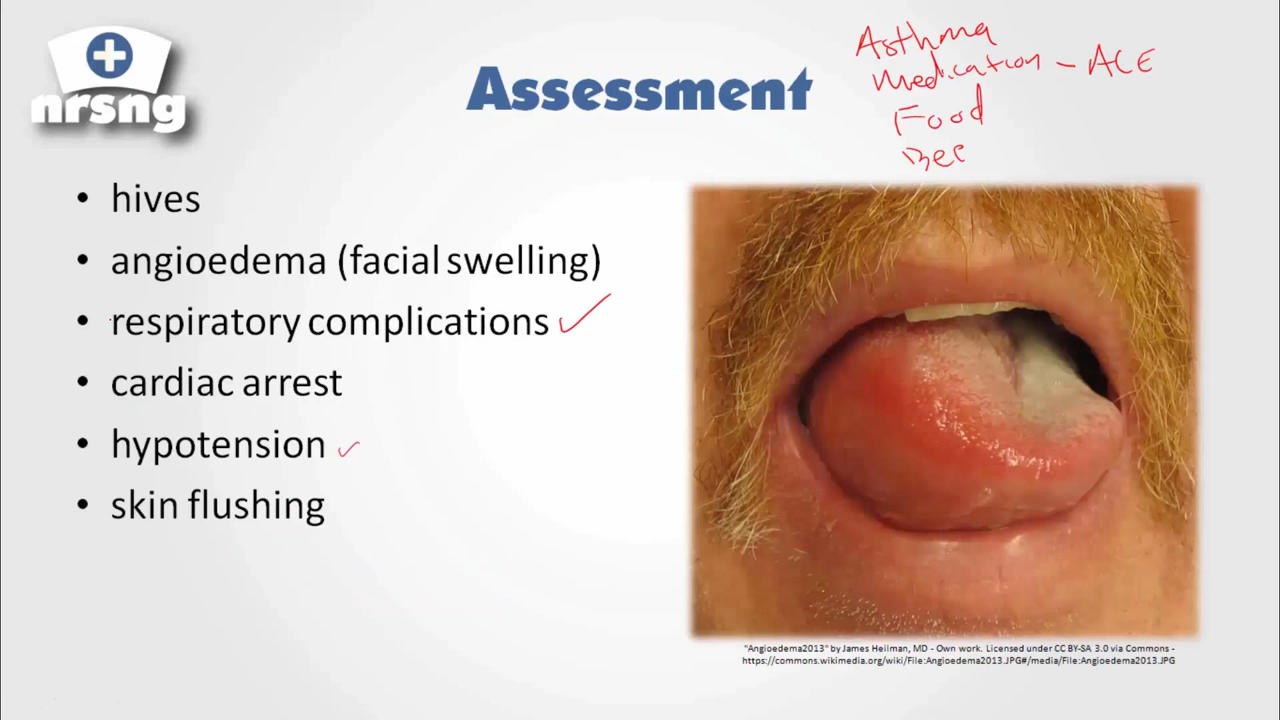 nrsng
Assessment
Asthma
Medication - ACE
Food
Bee
• hives
• angioedema (facial swelling)
• respiratory complications ✓
• cardiac arrest
• hypotension ✓
• skin flushing
"Angioedema2013" by James Heilman, MD - Own work. Licensed under CC BY-SA 3.0 via Commons -
https://commons.wikimedia.org/wiki/File:Angioedema2013.JPG#/media/File:Angioedema2013.JPG